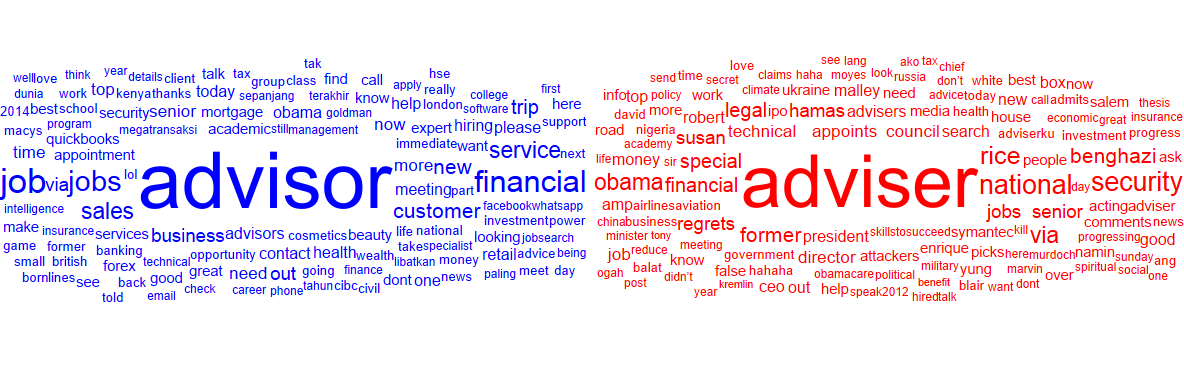 tak
wellove think year details client talk tax group class find call hse
dunia work top kenyathanks today sepanjang terakhir know apply really first
2014 best school security senior mortgage obama goldman help london college software trip here
macys program quickbooks megatransaksi academic still management now expert hiring please support
time appointment immediate want service next
job via jobs lol advisor more new financial
meeting part
intelligence sales customer facebook whatsapp
make insurance services business advisors cosmetics beauty life national investment power
game former banking opportunity contact health wealth take specialist looking jobsearch
small british forex technical great need out going finance libatkan money retail advice being
bornlines see back good check career phone tahun cibc civil dont one news paling meet day
told email
love see lang ako tax chief
send time secret claims haha moyes look russia don't white best box now
info top policy work climate ukraine malley need advice today new call admits salem thesis
david more robert legal ipo hamas advisers media health house economic great insurance
road nigeria susan technical appoints council search adviserku investment progress
academy
life money sir special rice people benghazi ask
obama financial adviser national day security
amp airlines aviation jobs senior acting adviser
china business regrets comments news
minister tony former president skillstosucceed symantec kill via progressing good
job reduce know meeting government director attackers enrique picks here murdoch namin sunday ang
ogah balat didn't false hahaha obamacare political military yung marvin over spiritual social one
post year kremlin ceo out help speak 2012 benefit hired talk blair want dont